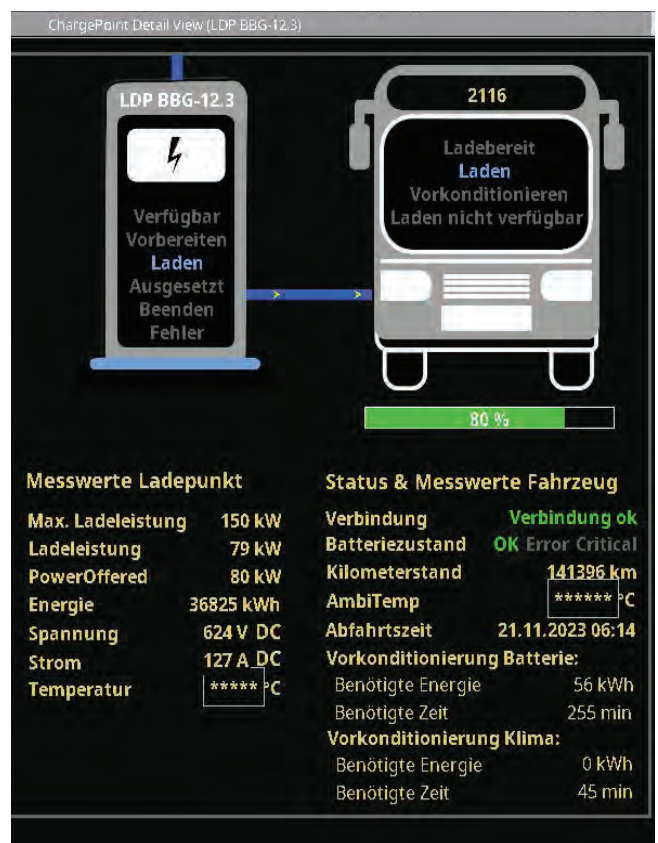 ChargePoint Detail View (LDP BBG-12.3)
LDP BBG-12.3
Verfügbar
Vorbereiten
Laden
Ausgesetzt
Beenden
Fehler
2116
Ladebereit
Laden
Vorkonditionieren
Laden nicht verfügbar
80 %
Messwerte Ladepunkt
Max. Ladeleistung 150 kW
Ladeleistung 79 kW
PowerOffered 80 kW
Energie 36825 kWh
Spannung 624 V DC
Strom 127 A DC
Temperatur ***** °C
Status & Messwerte Fahrzeug
Verbindung Verbindung ok
Batteriezustand OK Error Critical
Kilometerstand 141396 km
AmbiTemp ****** °C
Abfahrtszeit 21.11.2023 06:14
Vorkonditionierung Batterie:
Benötigte Energie 56 kWh
Benötigte Zeit 255 min
Vorkonditionierung Klima:
Benötigte Energie 0 kWh
Benötigte Zeit 45 min